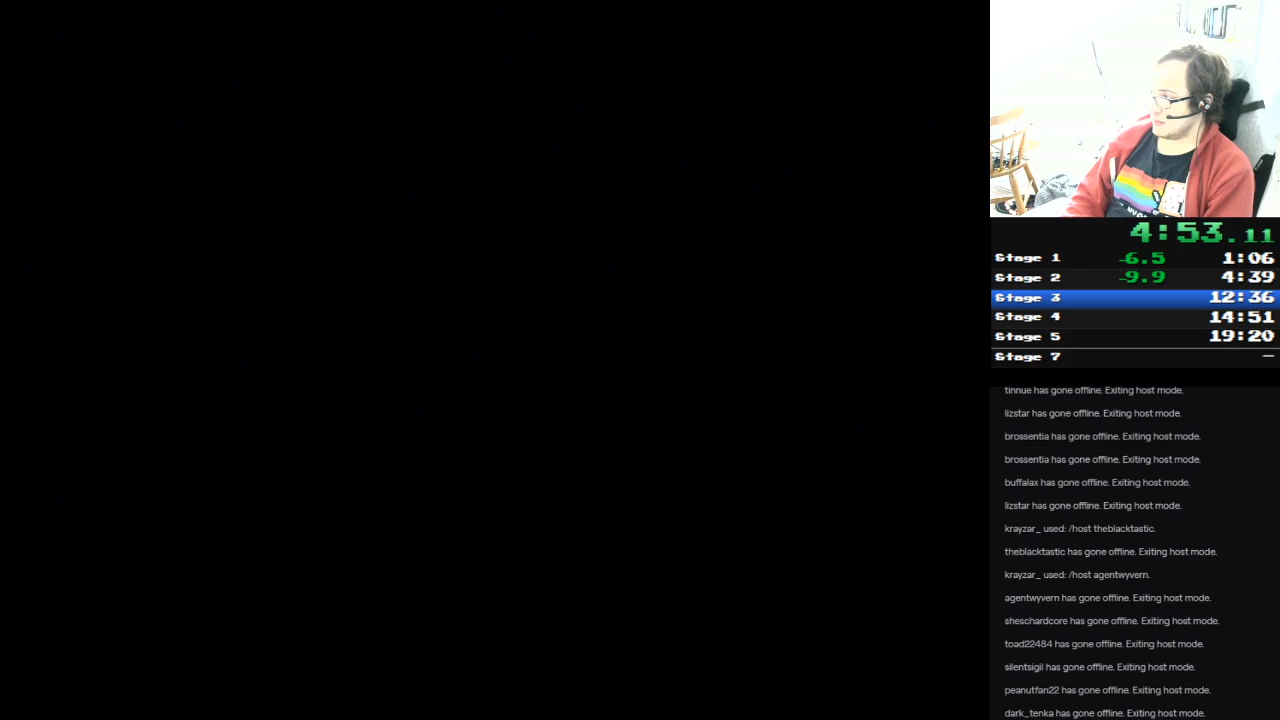 4:53.11
Stage 1 -6.5 1:06
Stage 2 -9.9 4:39
Stage 3 12:36
Stage 4 14:51
Stage 5 19:20
Stage 7 —
tinnue has gone offline. Exiting host mode.
lizstar has gone offline. Exiting host mode.
brossentia has gone offline. Exiting host mode.
brossentia has gone offline. Exiting host mode.
buffalax has gone offline. Exiting host mode.
lizstar has gone offline. Exiting host mode.
krayzar_ used: /host theblacktastic.
theblacktastic has gone offline. Exiting host mode.
krayzar_ used: /host agentwyvern.
agentwyvern has gone offline. Exiting host mode.
sheschardcore has gone offline. Exiting host mode.
toad22484 has gone offline. Exiting host mode.
silentsigil has gone offline. Exiting host mode.
peanutfan22 has gone offline. Exiting host mode.
dark_tenka has gone offline. Exiting host mode.